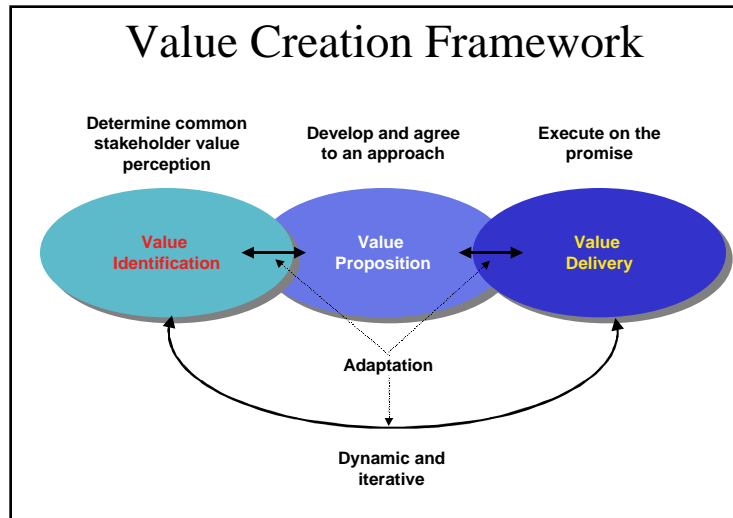 Value Creation Framework
Determine common
stakeholder value
perception
Develop and agree
to an approach
Execute on the
promise
Value
Identification
Value
Proposition
Value
Delivery
Adaptation
Dynamic and
iterative